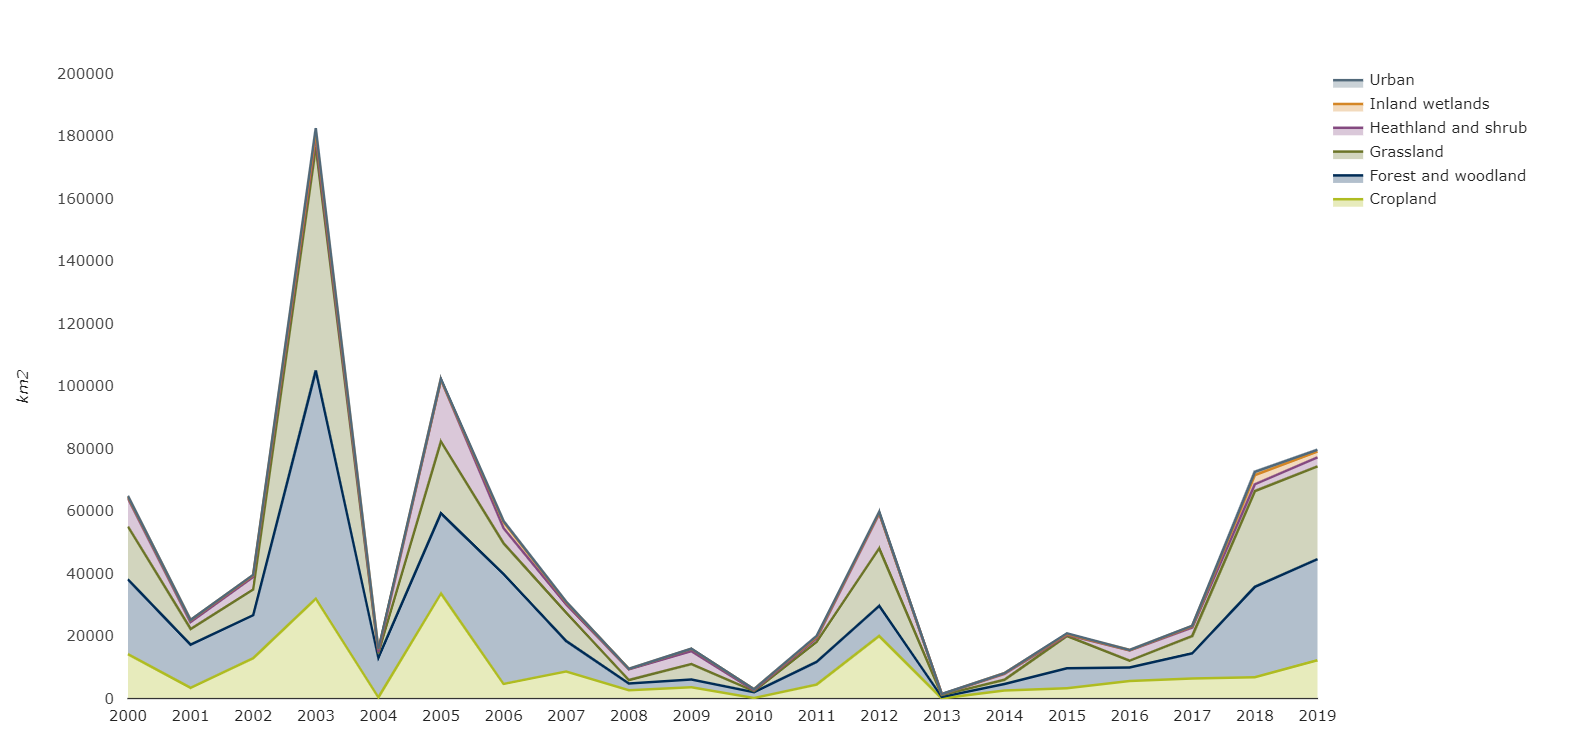 200000
180000
160000
140000
120000
100000
80000
60000
40000
20000
0
km2
2000 2001 2002 2003 2004 2005 2006 2007 2008 2009 2010 2011 2012 2013 2014 2015 2016 2017 2018 2019
Urban
Inland wetlands
Heathland and shrub
Grassland
Forest and woodland
Cropland